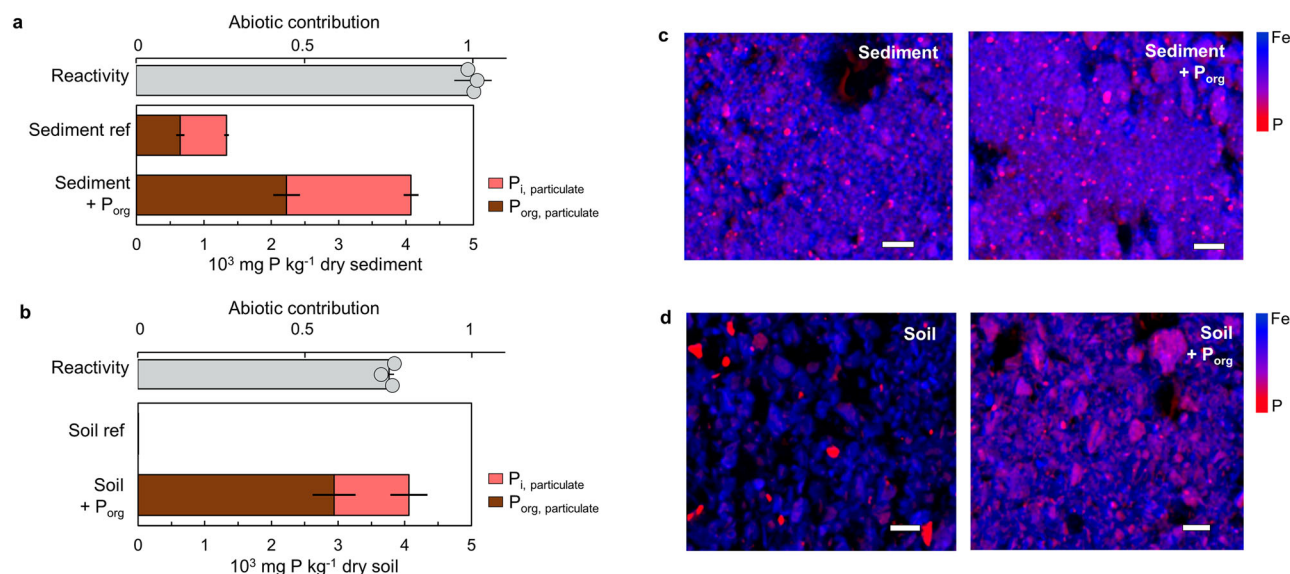 a
Abiotic contribution
0 0.5 1
Reactivity
Sediment ref
Sediment
+ Porg
Pi, particulate
Porg, particulate
0 1 2 3 4 5
10³ mg P kg⁻¹ dry sediment
b
Abiotic contribution
0 0.5 1
Reactivity
Soil ref
Soil
+ Porg
Pi, particulate
Porg, particulate
0 1 2 3 4 5
10³ mg P kg⁻¹ dry soil
c
Sediment
Sediment
+ Porg
Fe
P
d
Soil
Soil
+ Porg
Fe
P